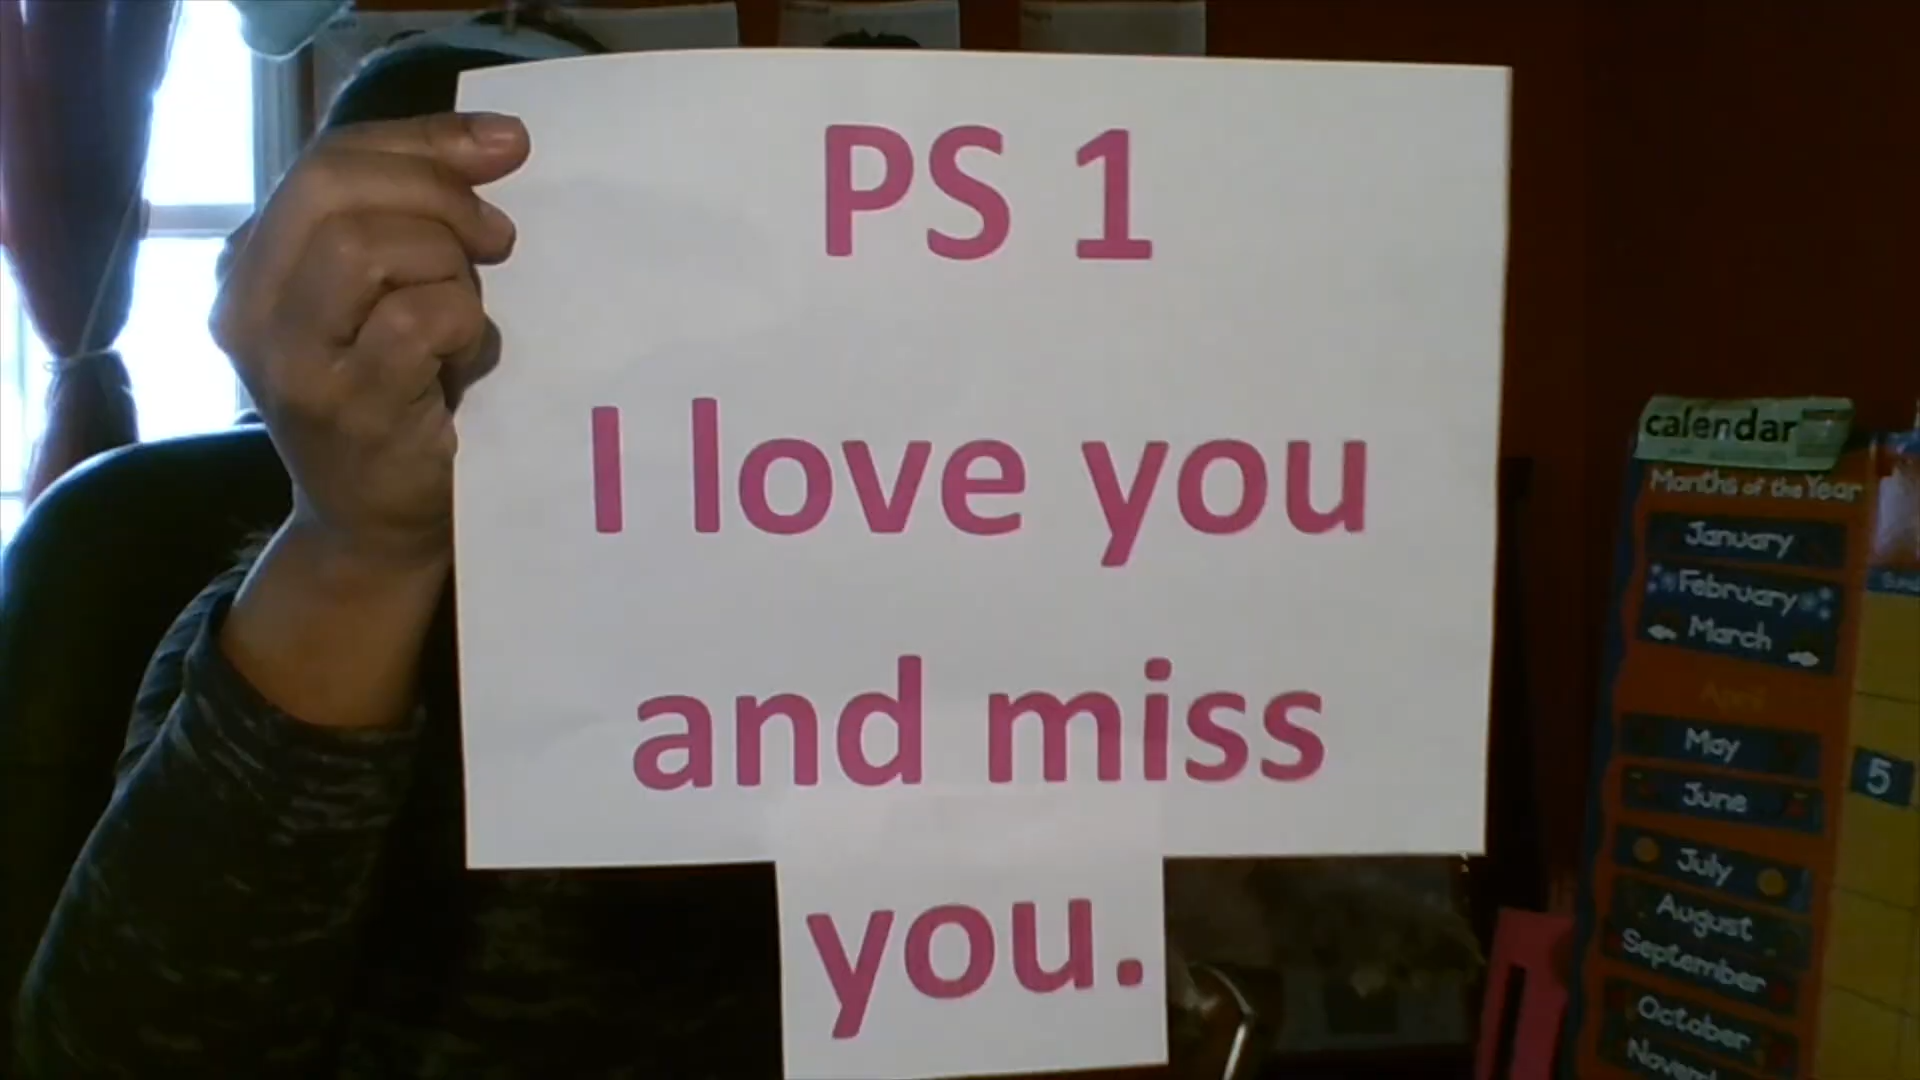 PS 1
I love you
and miss
you.
calendar
Months of the Year
January
February
March
April
May
June
July
August
September
October
5